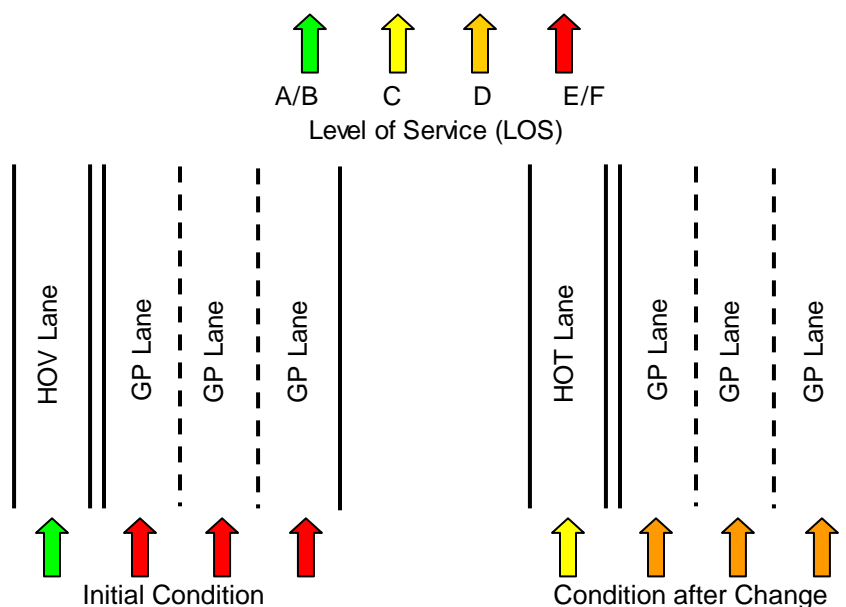 A/B C D E/F
Level of Service (LOS)
HOV Lane
GP Lane
GP Lane
GP Lane
HOT Lane
GP Lane
GP Lane
GP Lane
Initial Condition
Condition after Change